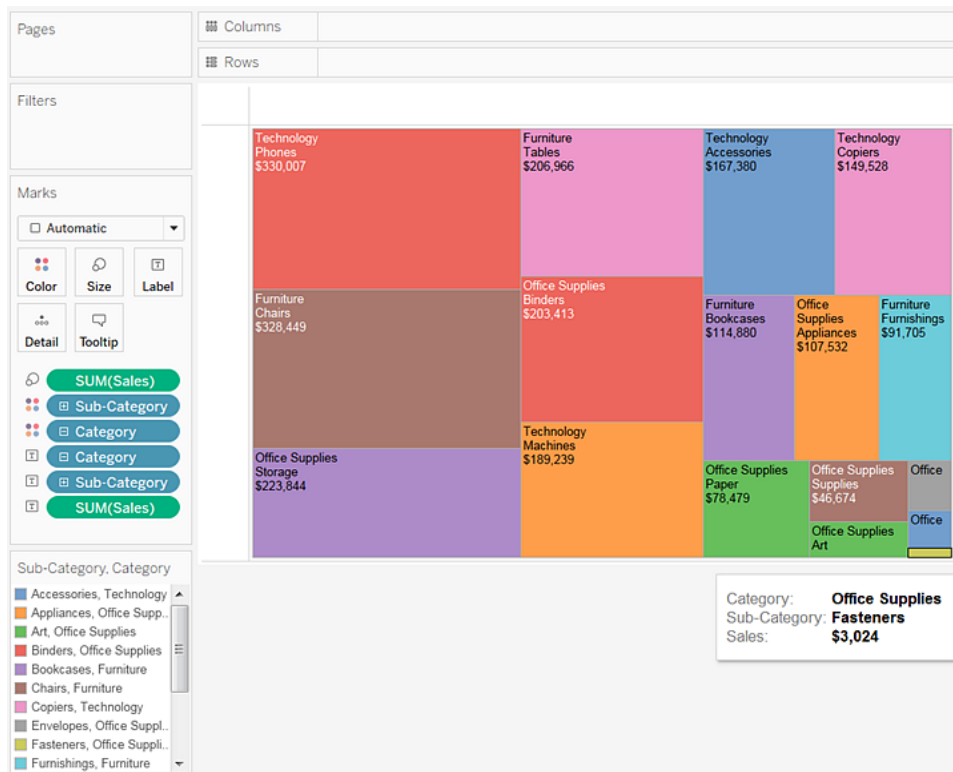 Pages
Columns
Rows
Filters
Marks
Automatic
Color
Size
Label
Detail
Tooltip
SUM(Sales)
Sub-Category
Category
Category
Sub-Category
SUM(Sales)
Sub-Category, Category
Accessories, Technology
Appliances, Office Supp..
Art, Office Supplies
Binders, Office Supplies
Bookcases, Furniture
Chairs, Furniture
Copiers, Technology
Envelopes, Office Suppl..
Fasteners, Office Suppli..
Furnishings, Furniture
Technology
Phones
$330,007
Furniture
Chairs
$328,449
Office Supplies
Storage
$223,844
Furniture
Tables
$206,966
Office Supplies
Binders
$203,413
Technology
Machines
$189,239
Technology
Accessories
$167,380
Technology
Copiers
$149,528
Furniture
Bookcases
$114,880
Office
Supplies
Appliances
$107,532
Furniture
Furnishings
$91,705
Office Supplies
Paper
$78,479
Office Supplies
Supplies
$46,674
Office Supplies
Art
Office
Office
Category: Office Supplies
Sub-Category: Fasteners
Sales: $3,024